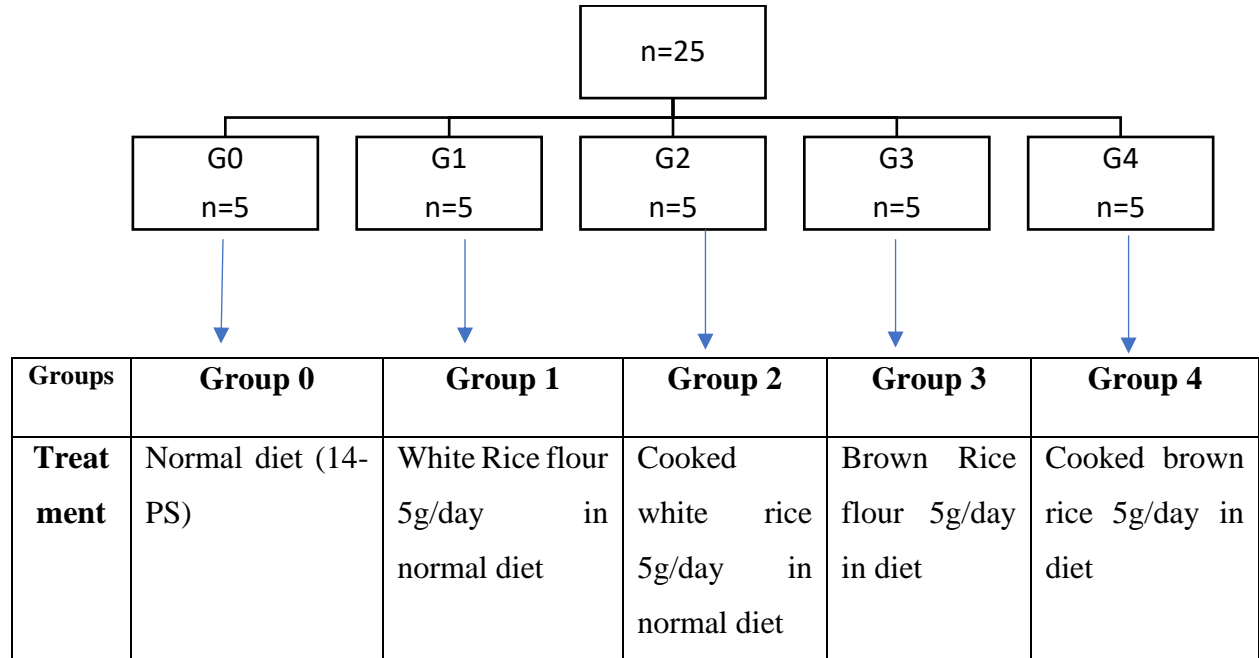 n=25
G0
n=5
G1
n=5
G2
n=5
G3
n=5
G4
n=5
Groups
Group 0
Group 1
Group 2
Group 3
Group 4
Treat
ment
Normal diet (14-
PS)
White Rice flour
5g/day in
normal diet
Cooked
white rice
5g/day in
normal diet
Brown Rice
flour 5g/day
in diet
Cooked brown
rice 5g/day in
diet